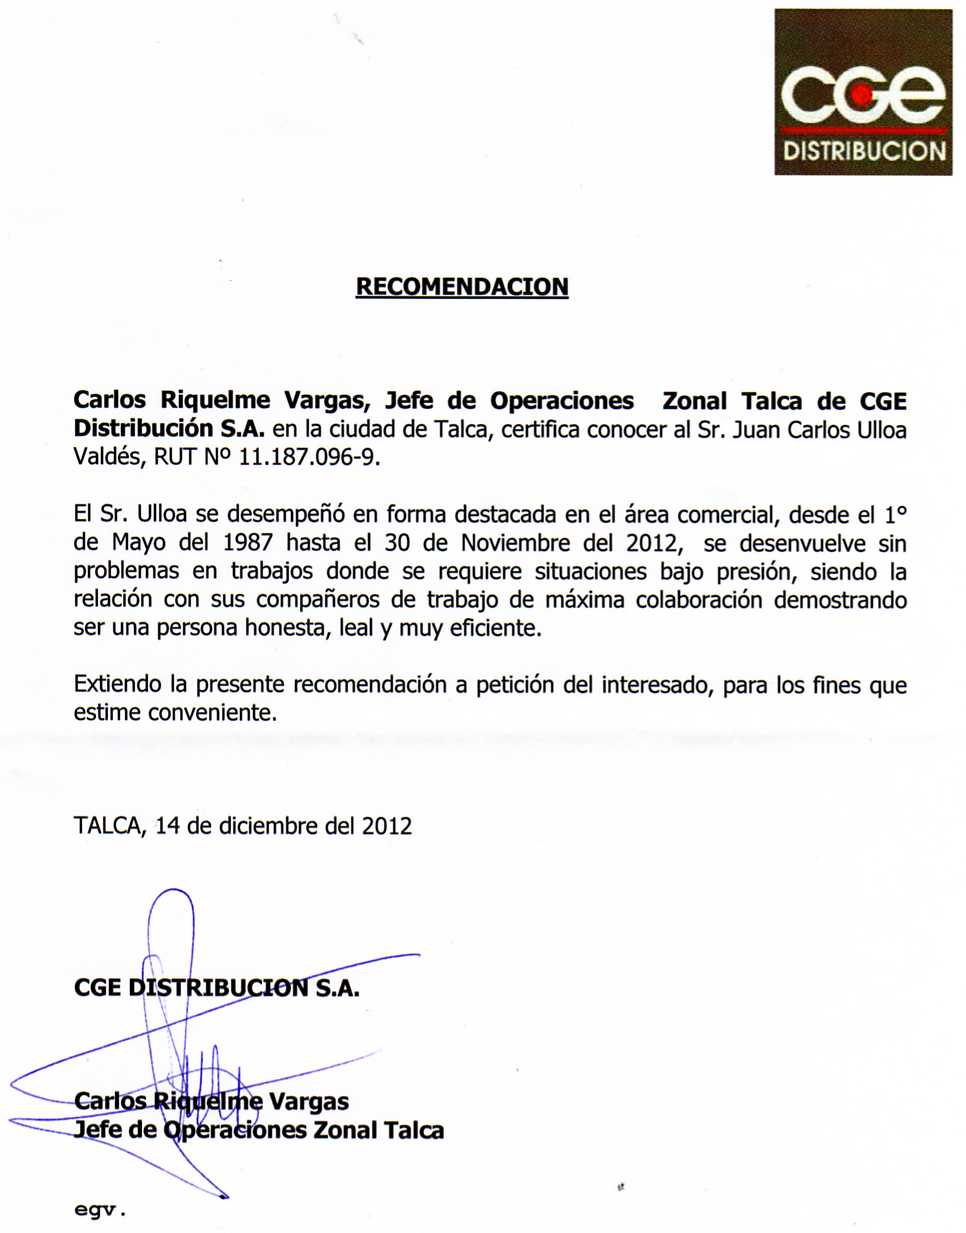 CGE
DISTRIBUCION
RECOMENDACION
Carlos Riquelme Vargas, Jefe de Operaciones Zonal Talca de CGE
Distribución S.A. en la ciudad de Talca, certifica conocer al Sr. Juan Carlos Ulloa
Valdés, RUT Nº 11.187.096-9.
El Sr. Ulloa se desempeñó en forma destacada en el área comercial, desde el 1º
de Mayo del 1987 hasta el 30 de Noviembre del 2012, se desenvuelve sin
problemas en trabajos donde se requiere situaciones bajo presión, siendo la
relación con sus compañeros de trabajo de máxima colaboración demostrando
ser una persona honesta, leal y muy eficiente.
Extiendo la presente recomendación a petición del interesado, para los fines que
estime conveniente.
TALCA, 14 de diciembre del 2012
CGE DISTRIBUCION S.A.
Carlos Riquelme Vargas
Jefe de Operaciones Zonal Talca
egv.